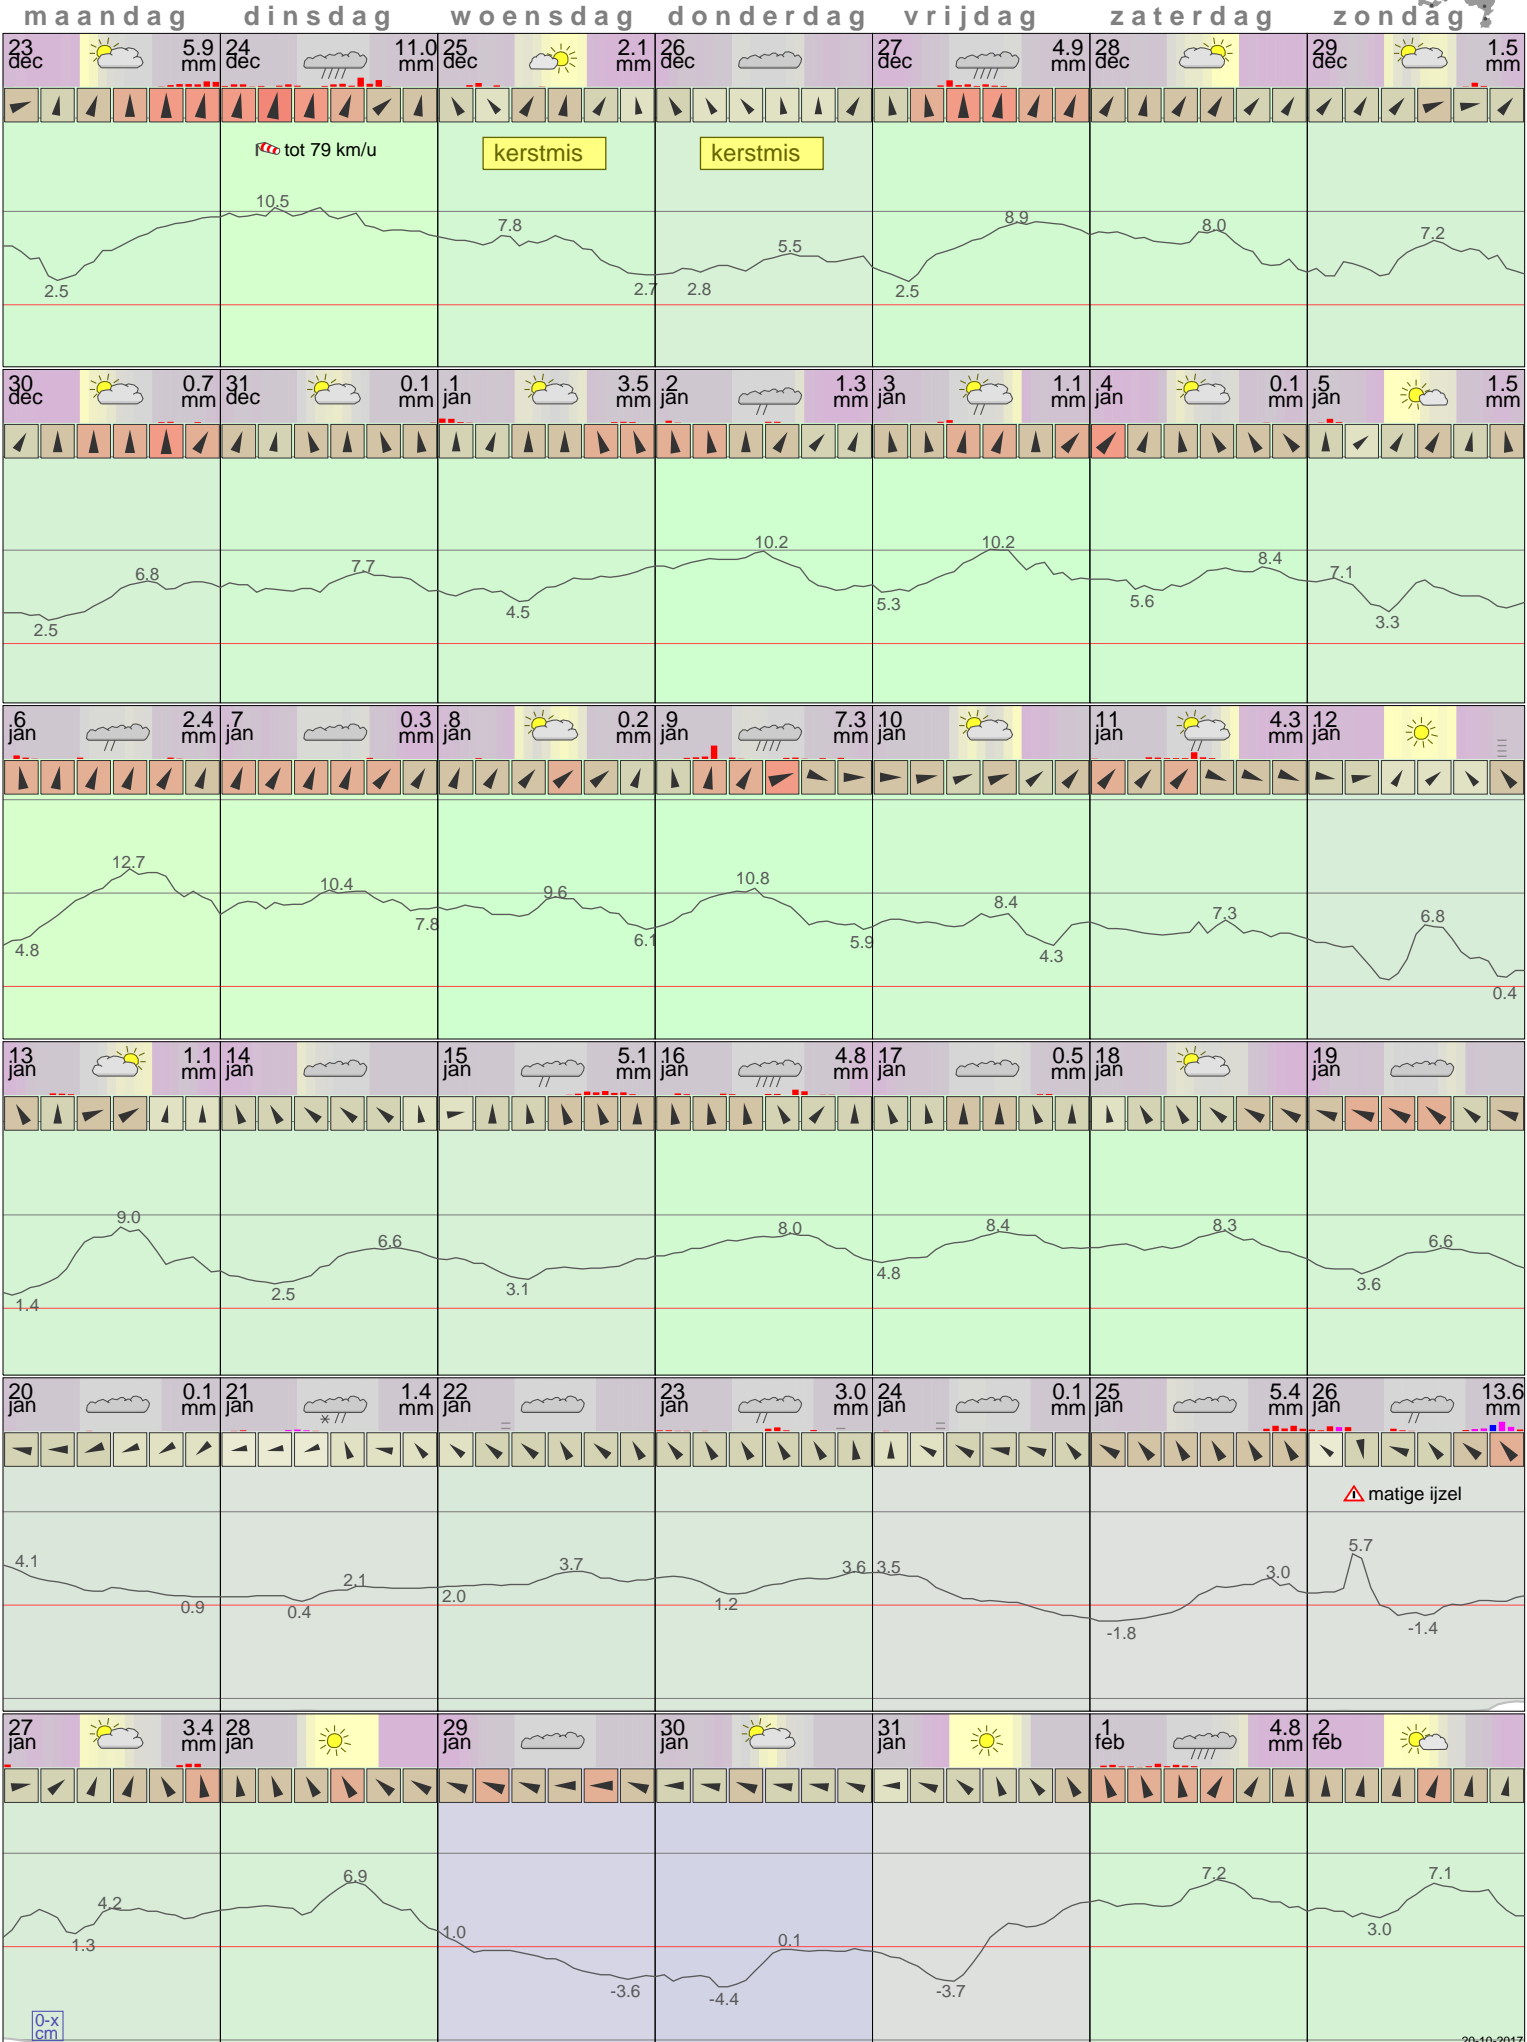 maandag dinsdag woensdag donderdag vrijdag zaterdag zondag
23 dec 5.9 mm 24 dec 11.0 mm 25 dec 2.1 mm 26 dec 27 dec 4.9 mm 28 dec 29 dec 1.5 mm
tot 79 km/u kerstmis kerstmis
10.5 7.8 5.5 8.9 8.0 7.2
2.5 2.7 2.8 2.5
30 dec 0.7 mm 31 dec 0.1 mm .1 jan 3.5 mm .2 jan 1.3 mm .3 jan 1.1 mm .4 jan 0.1 mm .5 jan 1.5 mm
6.8 7.7 10.2 10.2 8.4 7.1
2.5 4.5 5.3 5.6 3.3
.6 jan 2.4 mm .7 jan 0.3 mm .8 jan 0.2 mm .9 jan 7.3 mm 10 jan 11 jan 4.3 mm 12 jan
12.7 10.4 9.6 10.8 8.4 7.3 6.8
4.8 7.8 6.1 5.9 4.3 0.4
13 jan 1.1 mm 14 jan 15 jan 5.1 mm 16 jan 4.8 mm 17 jan 0.5 mm 18 jan 19 jan
9.0 6.6 8.0 8.4 8.3 6.6
1.4 2.5 3.1 4.8 3.6
20 jan 0.1 mm 21 jan 1.4 mm 22 jan 23 jan 3.0 mm 24 jan 0.1 mm 25 jan 5.4 mm 26 jan 13.6 mm
matige ijzel
4.1 2.1 3.7 3.6 3.5 3.0 5.7
0.9 0.4 2.0 1.2 -1.8 -1.4
27 jan 3.4 mm 28 jan 29 jan 30 jan 31 jan 1 feb 4.8 mm 2 feb
4.2 6.9 1.0 0.1 7.2 7.1
1.3 -3.6 -4.4 -3.7 3.0
0-x
cm
20-10-2017